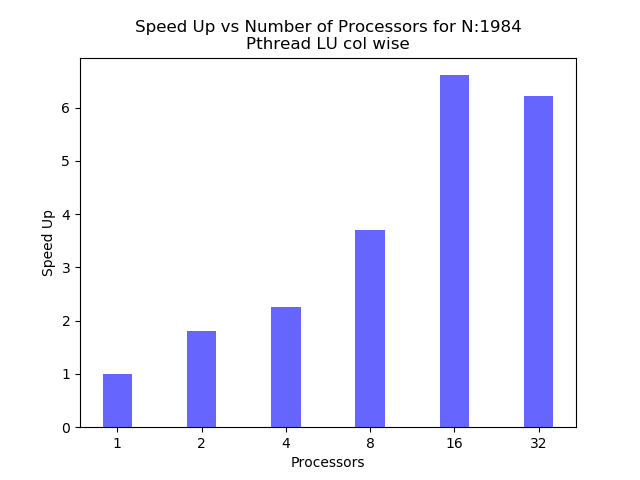 Speed Up vs Number of Processors for N:1984
Pthread LU col wise
6
5
4
3
2
1
0
Speed Up
1 2 4 8 16 32
Processors